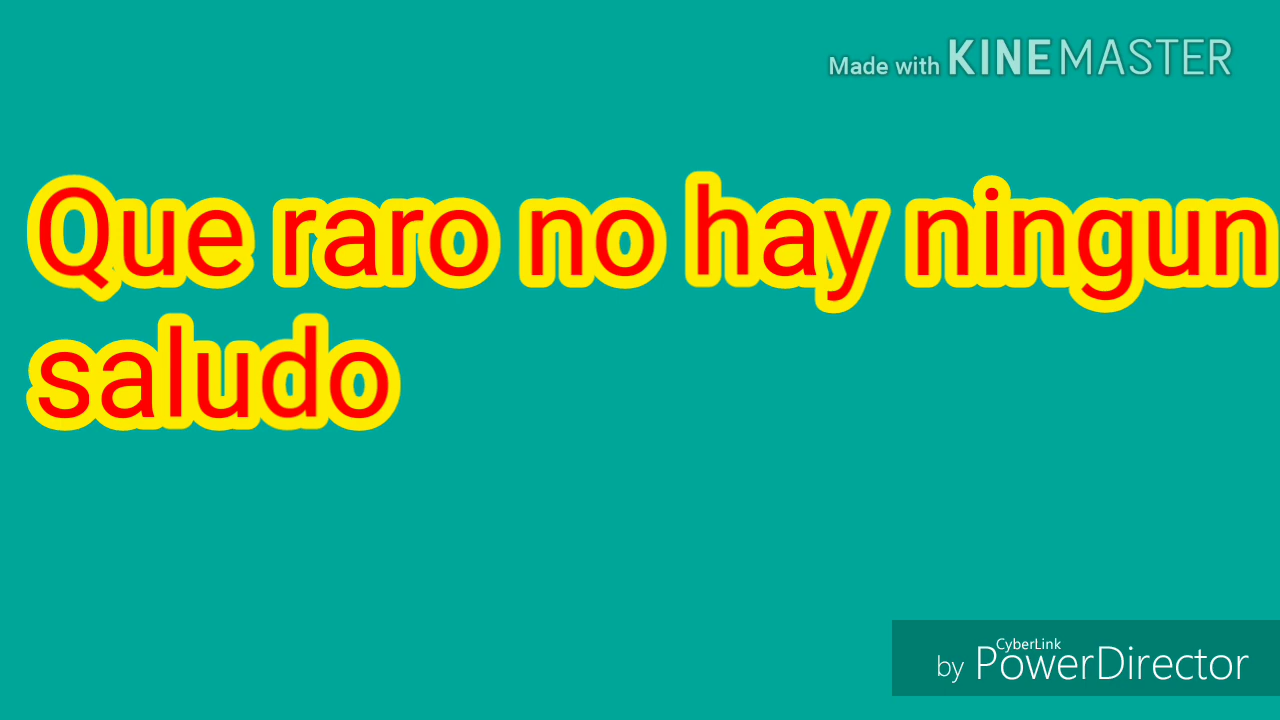 Made with KINEMASTER
Que raro no hay ningun
saludo
CyberLink
by PowerDirector